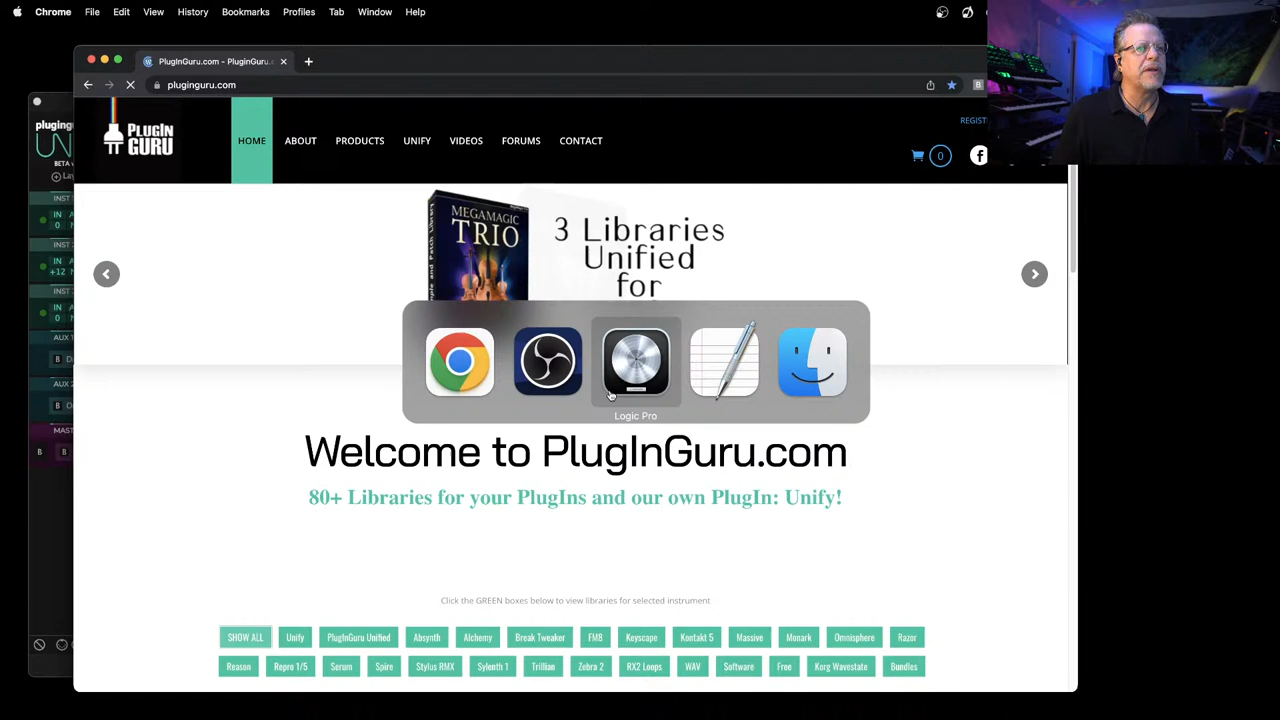 Chrome File Edit View History Bookmarks Profiles Tab Window Help
PlugInGuru.com - PlugInGuru.c
pluginguru.com
B
pluginguru
UN
BETA
Lay
PLUGIN
GURU
HOME ABOUT PRODUCTS UNIFY VIDEOS FORUMS CONTACT
REGIST
0
INST
IN A
0 N
INST
IN A
+12 N
INST
IN A
0 N
AUX 1
B D
AUX 2
B D
MAST
B B
MEGAMAGIC
TRIO
3 Libraries
Unified
for
Logic Pro
Welcome to PlugInGuru.com
80+ Libraries for your PlugIns and our own PlugIn: Unify!
Click the GREEN boxes below to view libraries for selected instrument
SHOW ALL Unify PlugInGuru Unified Absynth Alchemy Break Tweaker FM8 Keyscape Kontakt 5 Massive Monark Omnisphere Razor
Reason Repro 1/5 Serum Spire Stylus RMX Sylenth 1 Trillian Zebra 2 RX2 Loops WAV Software Free Korg Wavestate Bundles